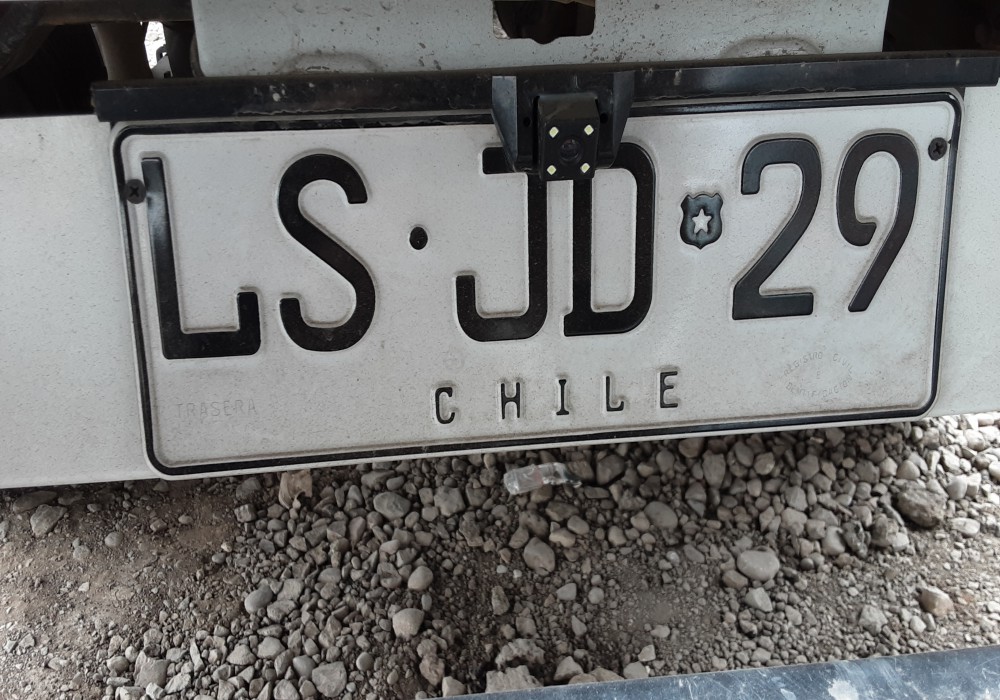 LS·JD 29
CHILE
TRASERA